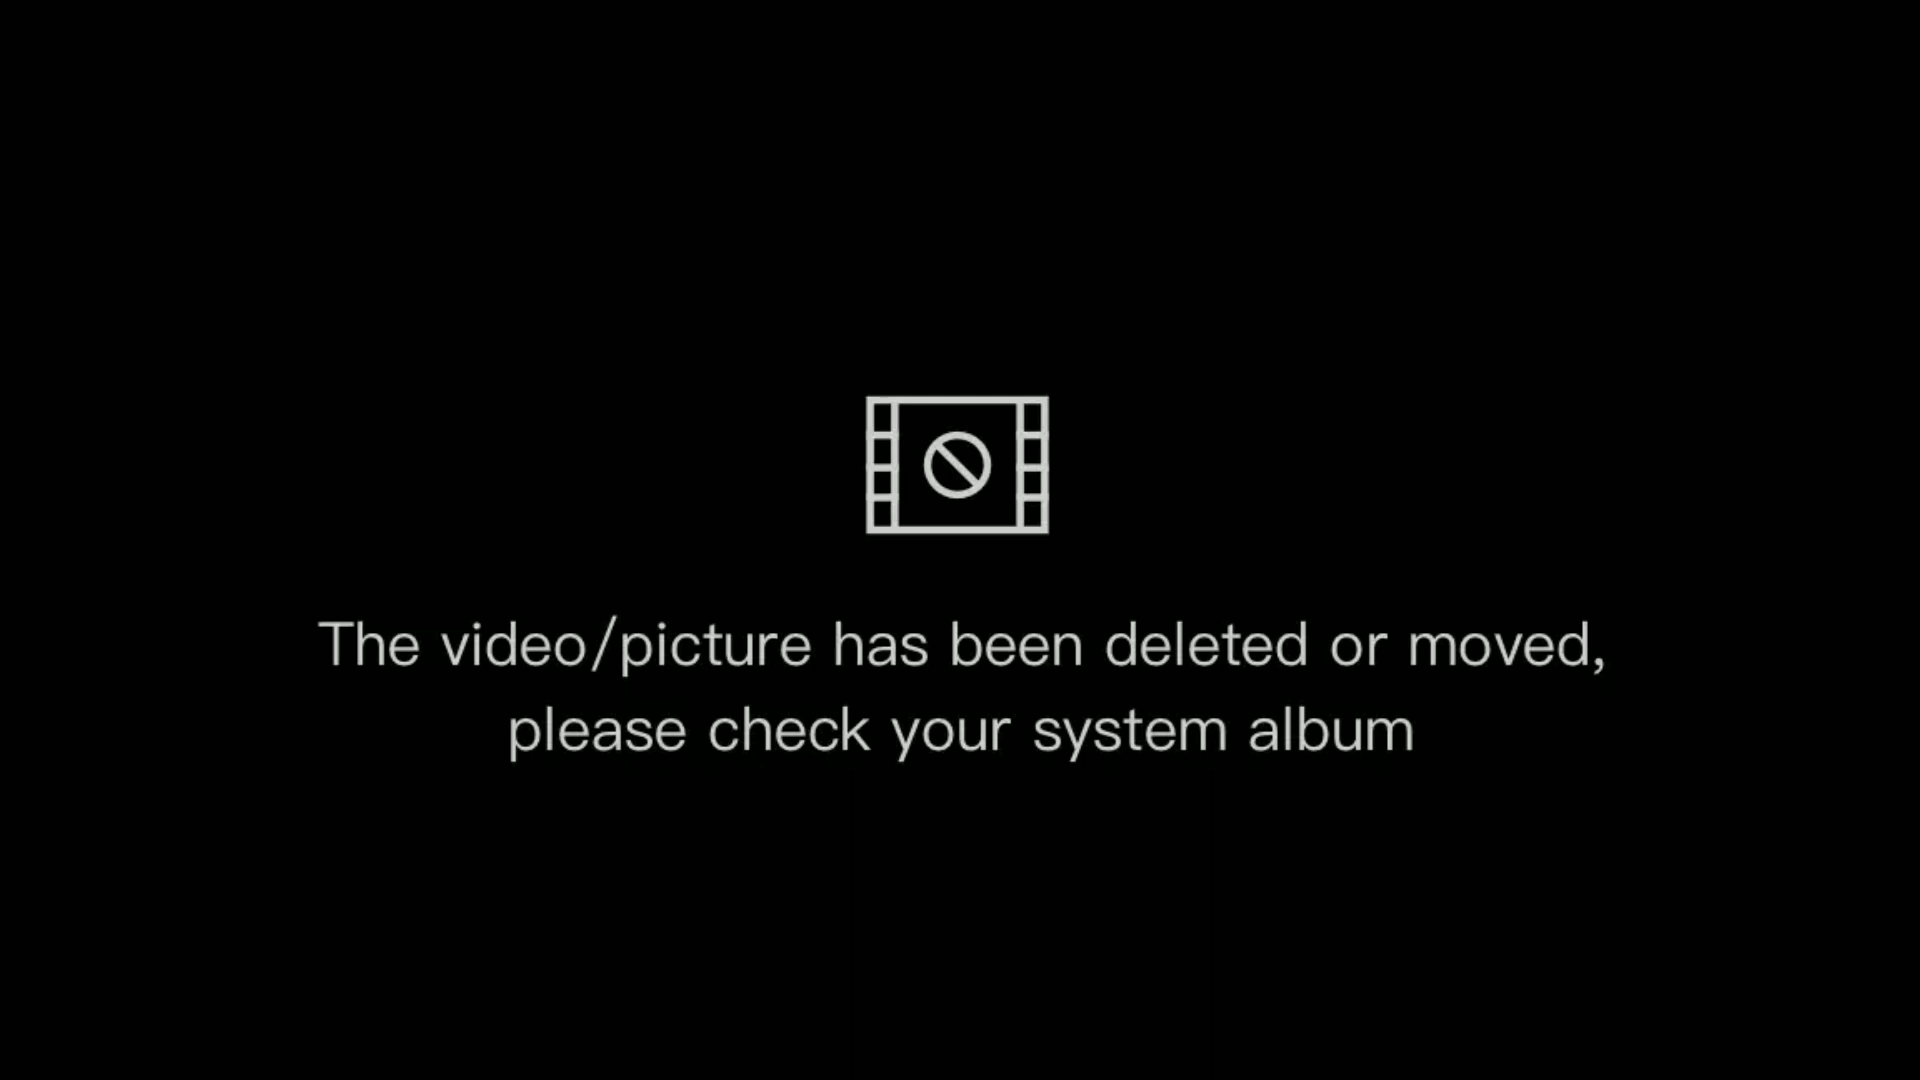 The video/picture has been deleted or moved,
please check your system album